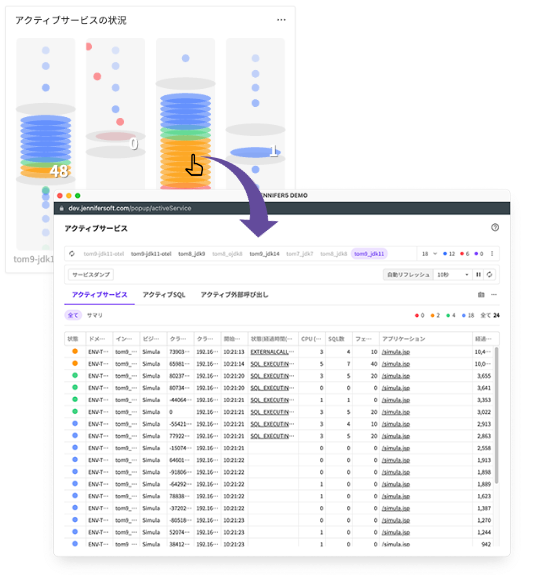 アクティブサービスの状況
48
0
1
tom9-jdk1
JENNIFER5 DEMO
dev.jennifersoft.com/popup/activeService
アクティブサービス
tom9-jdk11-otel tom9-jdk11-otel tom8_jdk9 tom8_ojdk8 tom9_jdk14 tom7_jdk7 tom8_jdk8 tom9_jdk11 18 12 6 0
サービスダンプ 自動リフレッシュ 10秒
アクティブサービス アクティブSQL アクティブ外部呼び出し
全て サマリ 0 2 4 18 全て 24
状態 ドメ… イン… ビジ… クラ… クラ… 開始… 状態(経過時間(… CPU (… SQL数 フェ… アプリケーション 経過…
ENV-T… tom9_… Simula 73903… 192.16… 10:21:13 EXTERNALCALL… 3 4 10 /simula.jsp 10,4…
ENV-T… tom9_… Simula 65981… 192.16… 10:21:14 SQL_EXECUTIN… 5 7 40 /simula.jsp 10,0…
ENV-T… tom9_… Simula 80237… 192.16… 10:21:20 SQL_EXECUTIN… 3 5 20 /simula.jsp 3,655
ENV-T… tom9_… Simula 80734… 192.16… 10:21:20 0 0 0 /simula.jsp 3,641
ENV-T… tom9_… Simula -44064… 192.16… 10:21:21 1 1 0 /simula.jsp 3,353
ENV-T… tom9_… Simula 0 192.16… 10:21:21 3 5 20 /simula.jsp 3,022
ENV-T… tom9_… Simula -55421… 192.16… 10:21:21 SQL_EXECUTIN… 3 4 10 /simula.jsp 2,913
ENV-T… tom9_… Simula 77922… 192.16… 10:21:21 SQL_EXECUTIN… 3 5 20 /simula.jsp 2,863
ENV-T… tom9_… Simula -15074… 192.16… 10:21:21 0 0 0 /simula.jsp 2,558
ENV-T… tom9_… Simula 64601… 192.16… 10:21:22 0 0 0 /simula.jsp 1,913
ENV-T… tom9_… Simula -91806… 192.16… 10:21:22 0 0 0 /simula.jsp 1,898
ENV-T… tom9_… Simula -64292… 192.16… 10:21:22 1 0 0 /simula.jsp 1,889
ENV-T… tom9_… Simula 78838… 192.16… 10:21:22 1 0 0 /simula.jsp 1,623
ENV-T… tom9_… Simula -37202… 192.16… 10:21:22 0 0 0 /simula.jsp 1,387
ENV-T… tom9_… Simula -80518… 192.16… 10:21:23 0 0 0 /simula.jsp 1,270
ENV-T… tom9_… Simula 52074… 192.16… 10:21:23 1 0 0 /simula.jsp 1,244
ENV-T… tom9_… Simula 38412… 192.16… 10:21:23 1 0 0 /simula.jsp 942